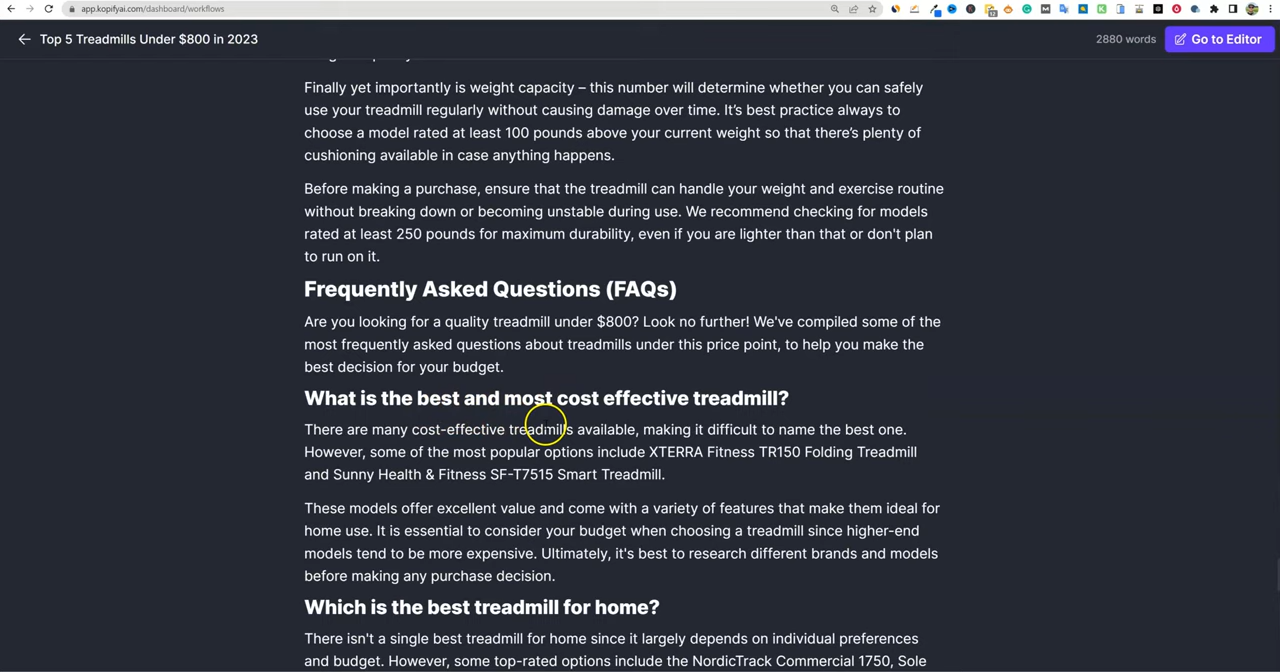 app.kopifyai.com/dashboard/workflows
Top 5 Treadmills Under $800 in 2023
2880 words
Go to Editor
Finally yet importantly is weight capacity – this number will determine whether you can safely
use your treadmill regularly without causing damage over time. It's best practice always to
choose a model rated at least 100 pounds above your current weight so that there's plenty of
cushioning available in case anything happens.
Before making a purchase, ensure that the treadmill can handle your weight and exercise routine
without breaking down or becoming unstable during use. We recommend checking for models
rated at least 250 pounds for maximum durability, even if you are lighter than that or don't plan
to run on it.
Frequently Asked Questions (FAQs)
Are you looking for a quality treadmill under $800? Look no further! We've compiled some of the
most frequently asked questions about treadmills under this price point, to help you make the
best decision for your budget.
What is the best and most cost effective treadmill?
There are many cost-effective treadmills available, making it difficult to name the best one.
However, some of the most popular options include XTERRA Fitness TR150 Folding Treadmill
and Sunny Health & Fitness SF-T7515 Smart Treadmill.
These models offer excellent value and come with a variety of features that make them ideal for
home use. It is essential to consider your budget when choosing a treadmill since higher-end
models tend to be more expensive. Ultimately, it's best to research different brands and models
before making any purchase decision.
Which is the best treadmill for home?
There isn't a single best treadmill for home since it largely depends on individual preferences
and budget. However, some top-rated options include the NordicTrack Commercial 1750, Sole